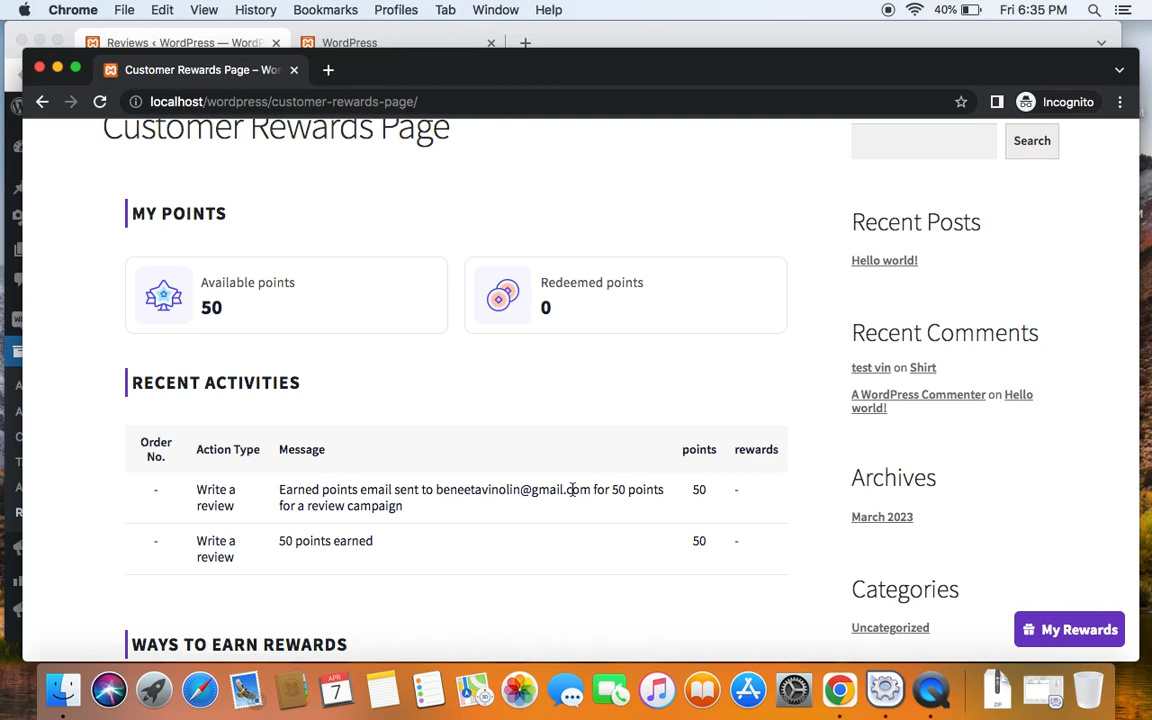 Chrome File Edit View History Bookmarks Profiles Tab Window Help 40% Fri 6:35 PM
Reviews ‹ WordPress — WordP WordPress
Customer Rewards Page – Wor
localhost/wordpress/customer-rewards-page/ Incognito
Customer Rewards Page
Search
MY POINTS
Recent Posts
Hello world!
Available points
50
Redeemed points
0
Recent Comments
test vin on Shirt
A WordPress Commenter on Hello
world!
RECENT ACTIVITIES
Order
No. Action Type Message points rewards
- Write a
review Earned points email sent to beneetavinolin@gmail.com for 50 points
for a review campaign 50 -
- Write a
review 50 points earned 50 -
Archives
March 2023
Categories
Uncategorized
WAYS TO EARN REWARDS
My Rewards
APR
7
ZIP